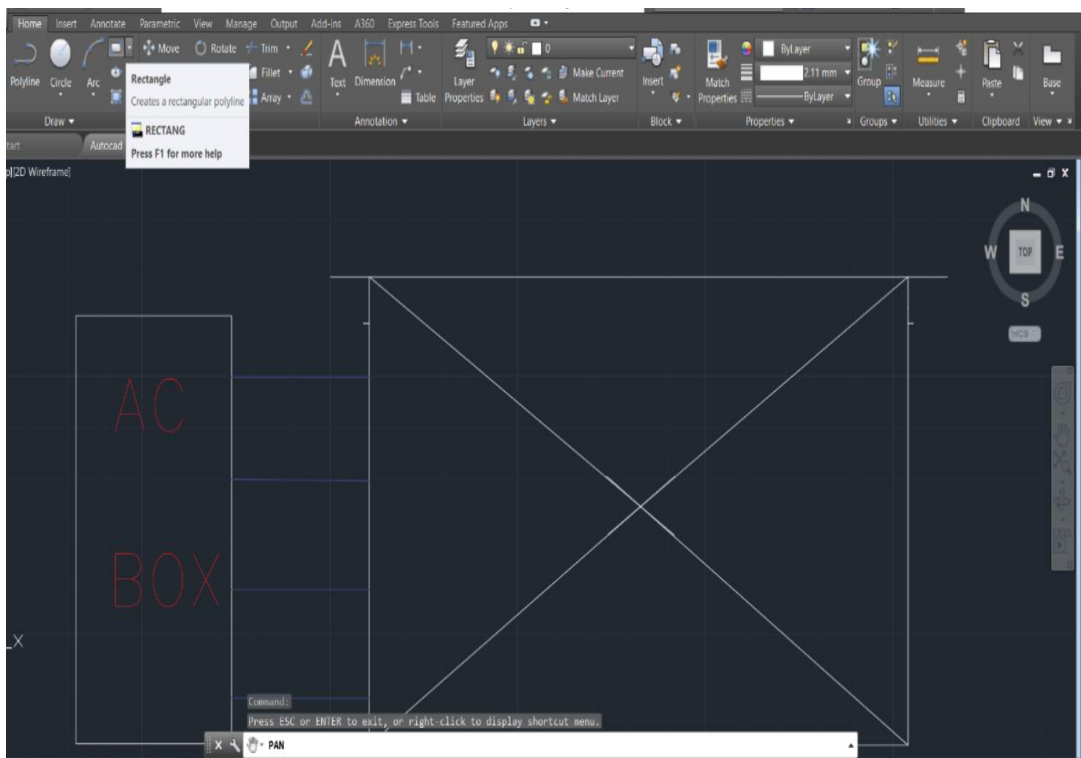 Home Insert Annotate Parametric View Manage Output Add-ins A360 Express Tools Featured Apps
Move Rotate Trim 0 ByLayer
Polyline Circle Arc Fillet Text Dimension Layer Properties Make Current Insert Match Properties 2.11 mm Group Measure Paste Base
Array Table Match Layer ByLayer
Draw Annotation Layers Block Properties Groups Utilities Clipboard View
Rectangle
Creates a rectangular polyline
RECTANG
Press F1 for more help
tart Autocad
p][2D Wireframe]
N
W TOP E
S
WCS
AC
BOX
X
Command:
Press ESC or ENTER to exit, or right-click to display shortcut menu.
X PAN